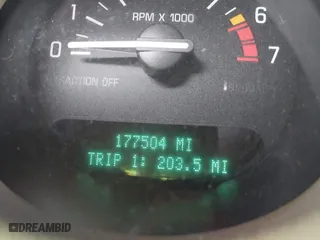 1
RPM X 1000
6
0
7
TRACTION OFF
177504 MI
TRIP 1: 203.5 MI
DREAMBID